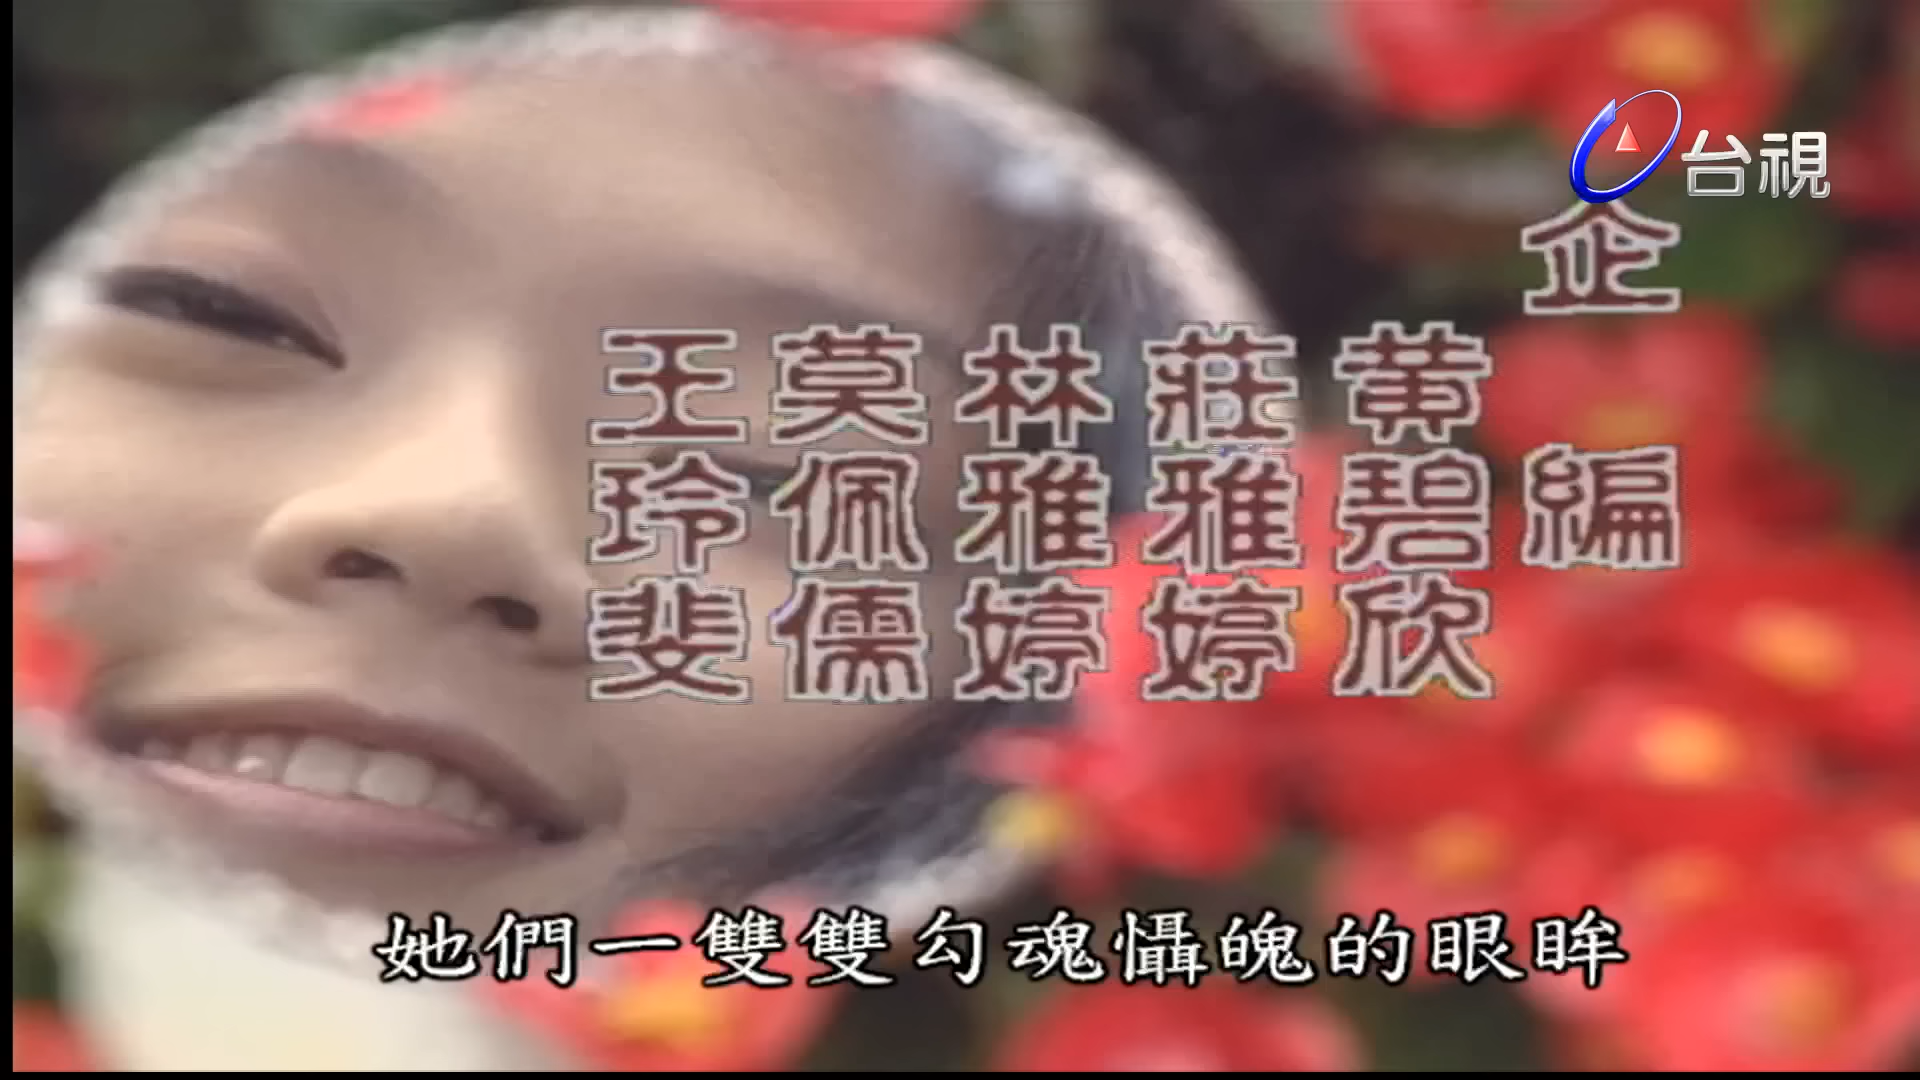 台視
企編
黃碧欣
莊雅婷
林雅婷
莫佩儒
王玲斐
她們一雙雙勾魂懾魄的眼眸